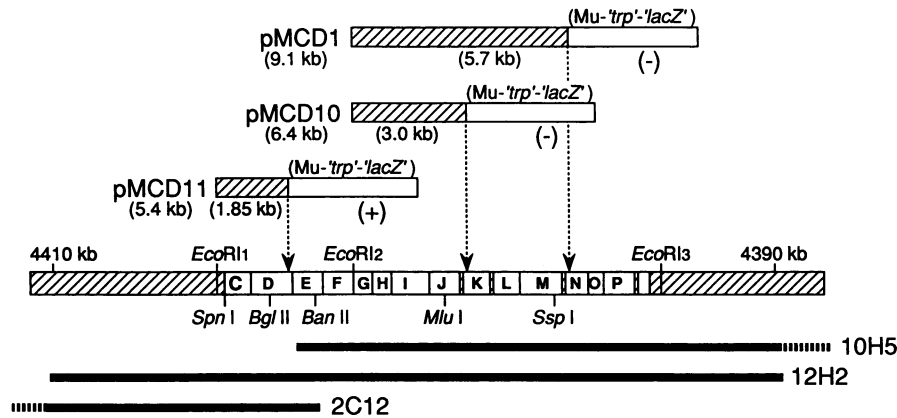 (Mu-'trp'-'lacZ')
pMCD1
(9.1 kb) (5.7 kb) (-)
(Mu-'trp'-'lacZ')
pMCD10
(6.4 kb) (3.0 kb) (-)
(Mu-'trp'-'lacZ')
pMCD11
(5.4 kb) (1.85 kb) (+)
4410 kb EcoRI1 EcoRI2 EcoRI3 4390 kb
C D E F G H I J K L M N O P
Spn I Bgl II Ban II Mlu I Ssp I
10H5
12H2
2C12